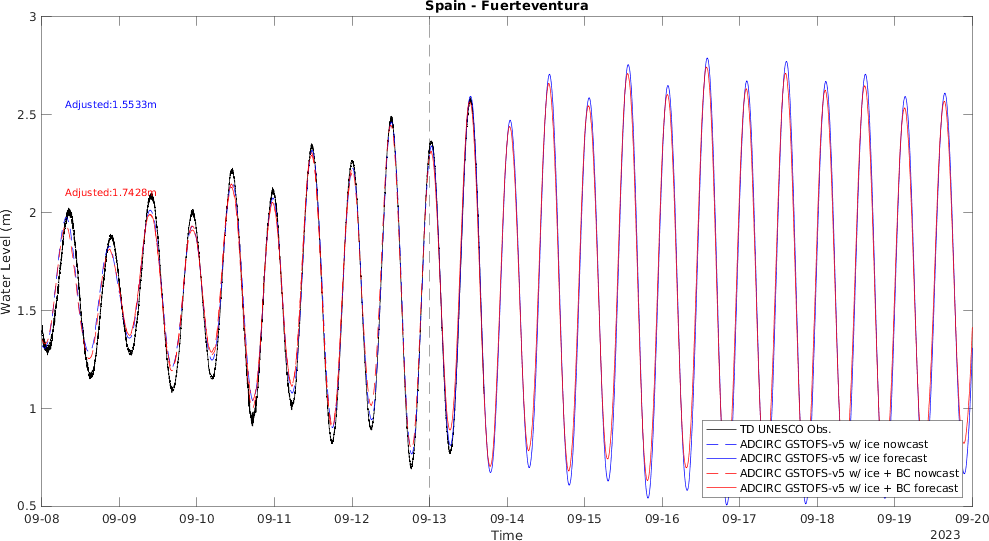 Spain - Fuerteventura
3
2.5
2
1.5
1
0.5
Water Level (m)
Adjusted:1.5533m
Adjusted:1.7428m
TD UNESCO Obs.
ADCIRC GSTOFS-v5 w/ ice nowcast
ADCIRC GSTOFS-v5 w/ ice forecast
ADCIRC GSTOFS-v5 w/ ice + BC nowcast
ADCIRC GSTOFS-v5 w/ ice + BC forecast
09-08 09-09 09-10 09-11 09-12 09-13 09-14 09-15 09-16 09-17 09-18 09-19 09-20
Time
2023